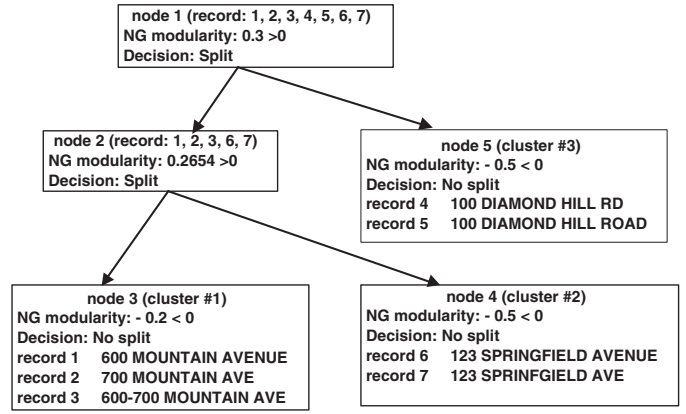 node 1 (record: 1, 2, 3, 4, 5, 6, 7)
NG modularity: 0.3 >0
Decision: Split
node 2 (record: 1, 2, 3, 6, 7)
NG modularity: 0.2654 >0
Decision: Split
node 5 (cluster #3)
NG modularity: - 0.5 < 0
Decision: No split
record 4 100 DIAMOND HILL RD
record 5 100 DIAMOND HILL ROAD
node 3 (cluster #1)
NG modularity: - 0.2 < 0
Decision: No split
record 1 600 MOUNTAIN AVENUE
record 2 700 MOUNTAIN AVE
record 3 600-700 MOUNTAIN AVE
node 4 (cluster #2)
NG modularity: - 0.5 < 0
Decision: No split
record 6 123 SPRINGFIELD AVENUE
record 7 123 SPRINFGIELD AVE